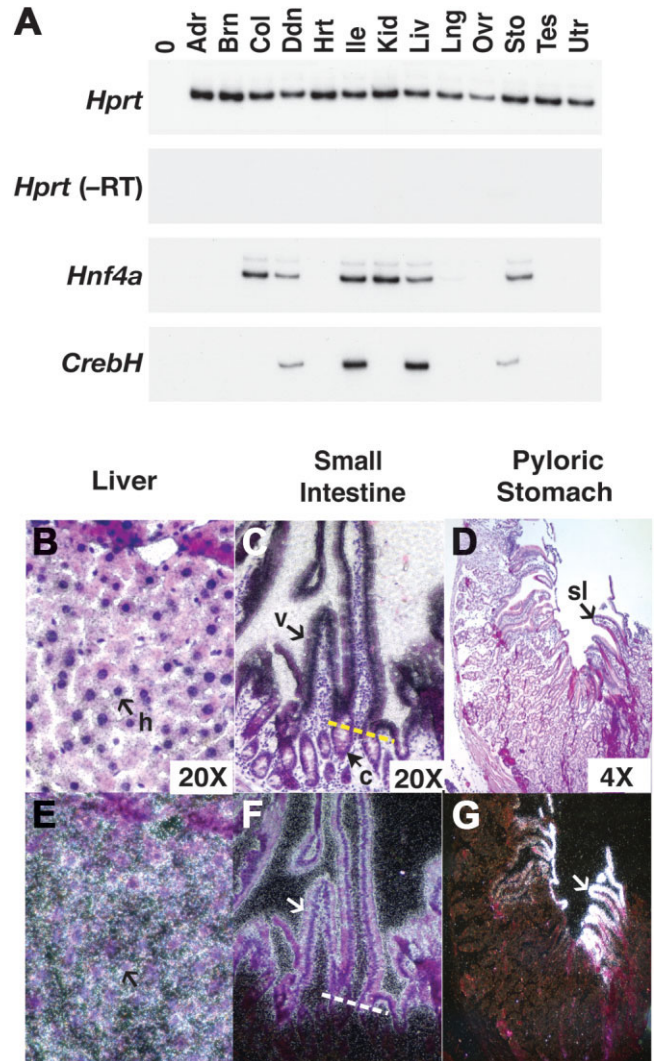 A
0 Adr Brn Col Ddn Hrt Ile Kid Liv Lng Ovr Sto Tes Utr
Hprt
Hprt (–RT)
Hnf4a
CrebH
Liver
Small
Intestine
Pyloric
Stomach
B
h
20X
C
v
c
20X
D
sl
4X
E
F
G